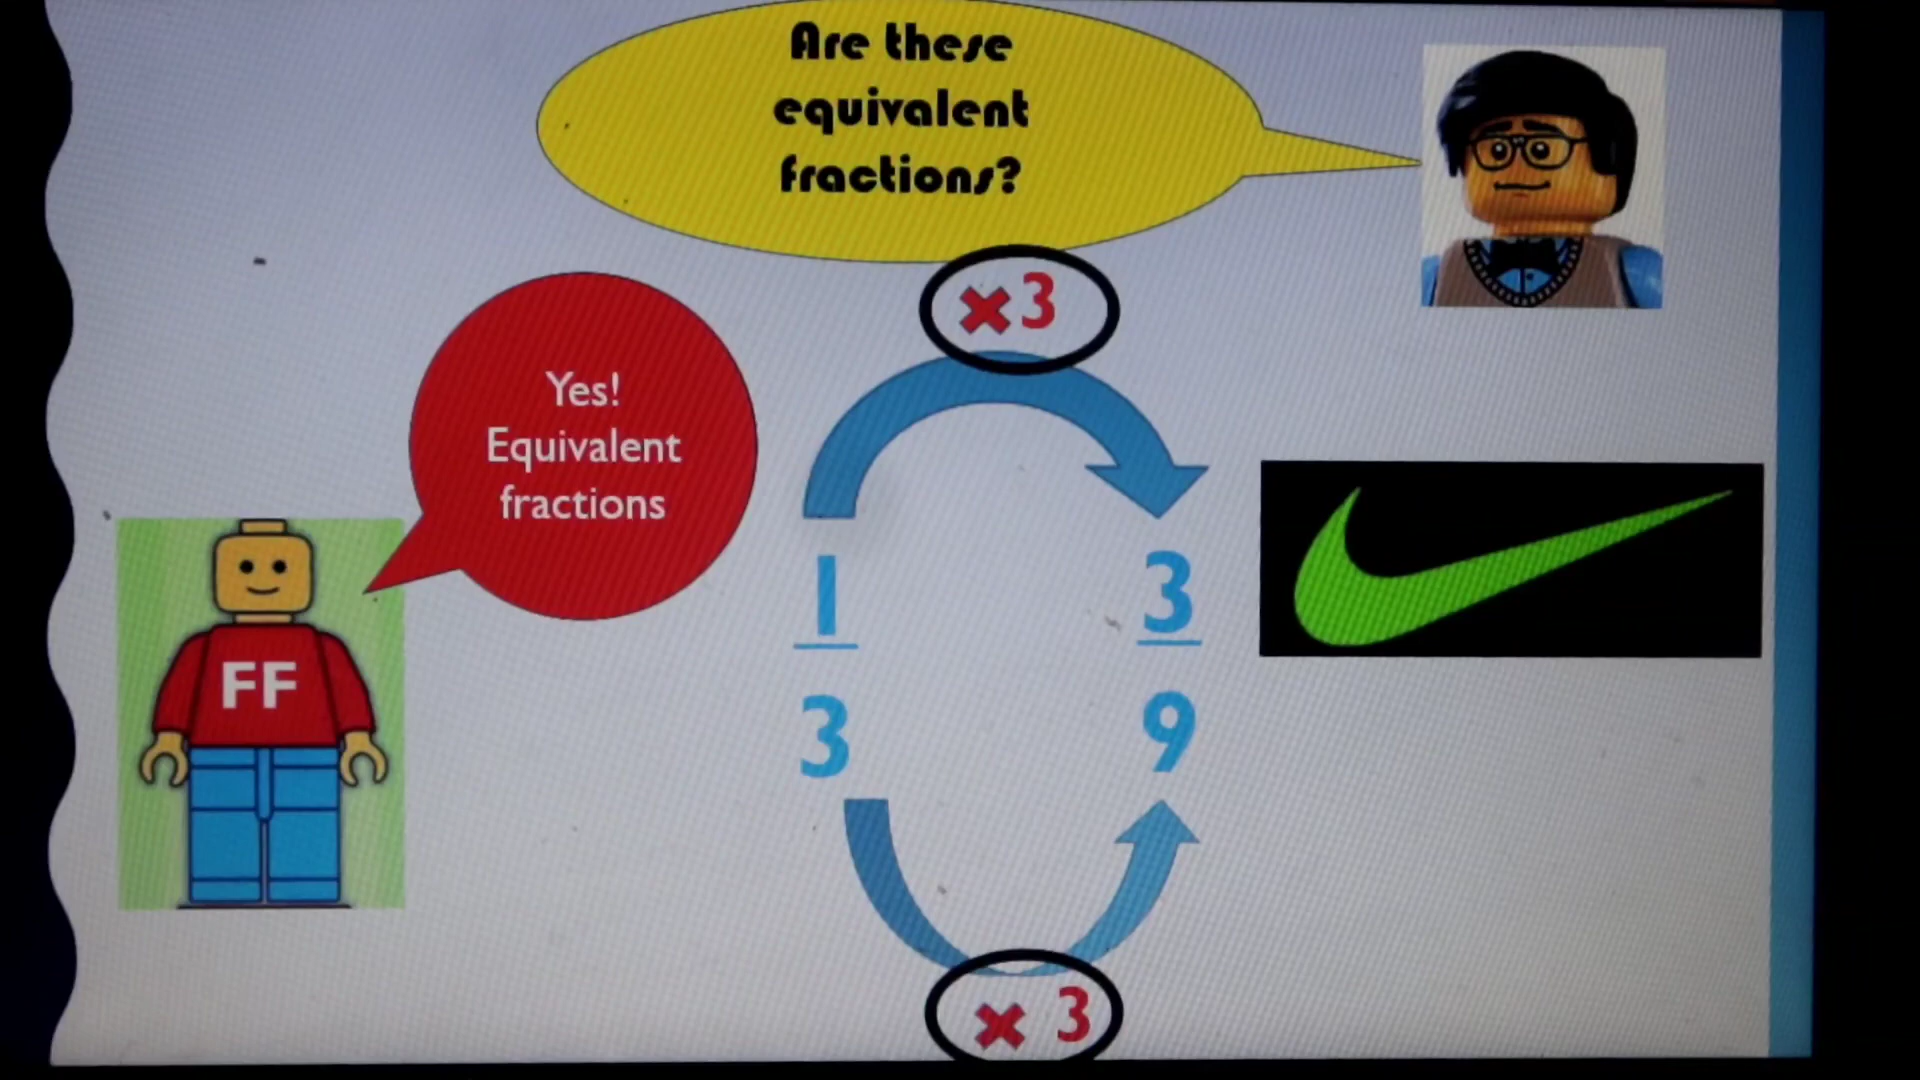 Are these
equivalent
fractions?
×3
Yes!
Equivalent
fractions
1 3
3 9
FF
× 3